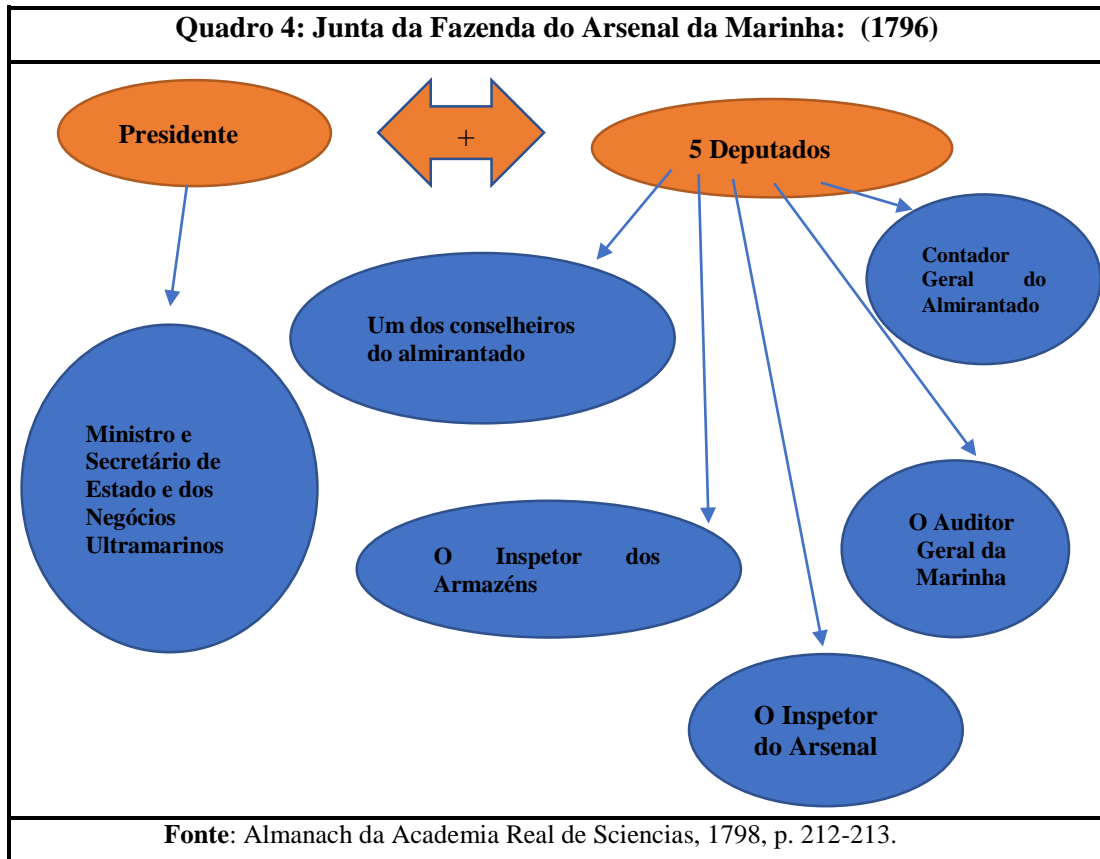 Quadro 4: Junta da Fazenda do Arsenal da Marinha: (1796)
Presidente
+
5 Deputados
Ministro e
Secretário de
Estado e dos
Negócios
Ultramarinos
Um dos conselheiros
do almirantado
O Inspetor dos
Armazéns
O Inspetor
do Arsenal
O Auditor
Geral da
Marinha
Contador
Geral do
Almirantado
Fonte: Almanach da Academia Real de Sciencias, 1798, p. 212-213.